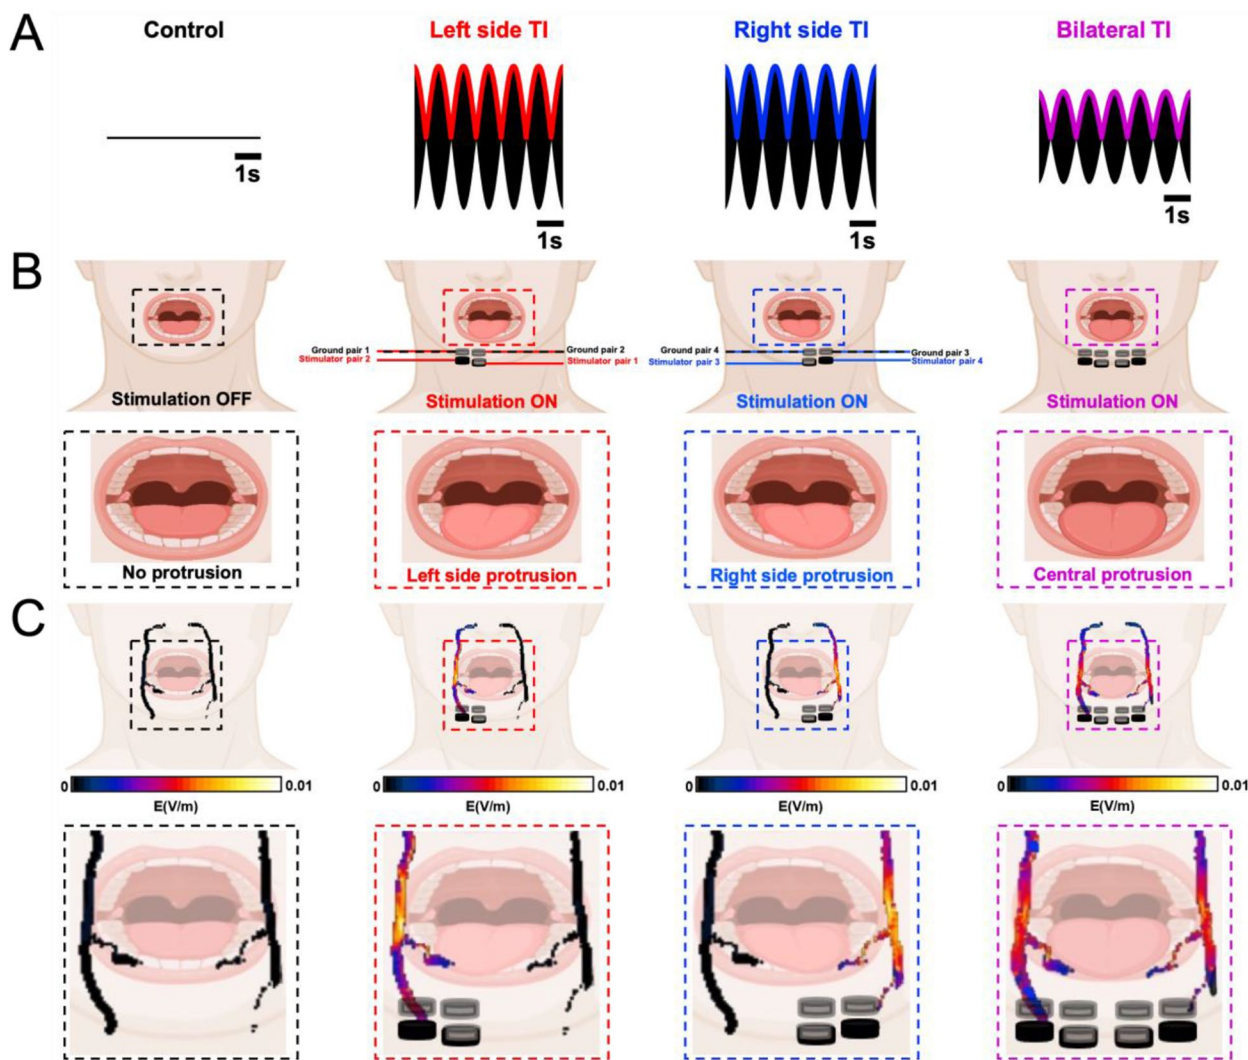 A
Control
Left side TI
Right side TI
Bilateral TI
1s
1s
1s
1s
B
Ground pair 1
Stimulator pair 2
Ground pair 2
Stimulator pair 1
Ground pair 4
Stimulator pair 3
Ground pair 3
Stimulator pair 4
Stimulation OFF
Stimulation ON
Stimulation ON
Stimulation ON
No protrusion
Left side protrusion
Right side protrusion
Central protrusion
C
0
0.01
0
0.01
0
0.01
0
0.01
E(V/m)
E(V/m)
E(V/m)
E(V/m)